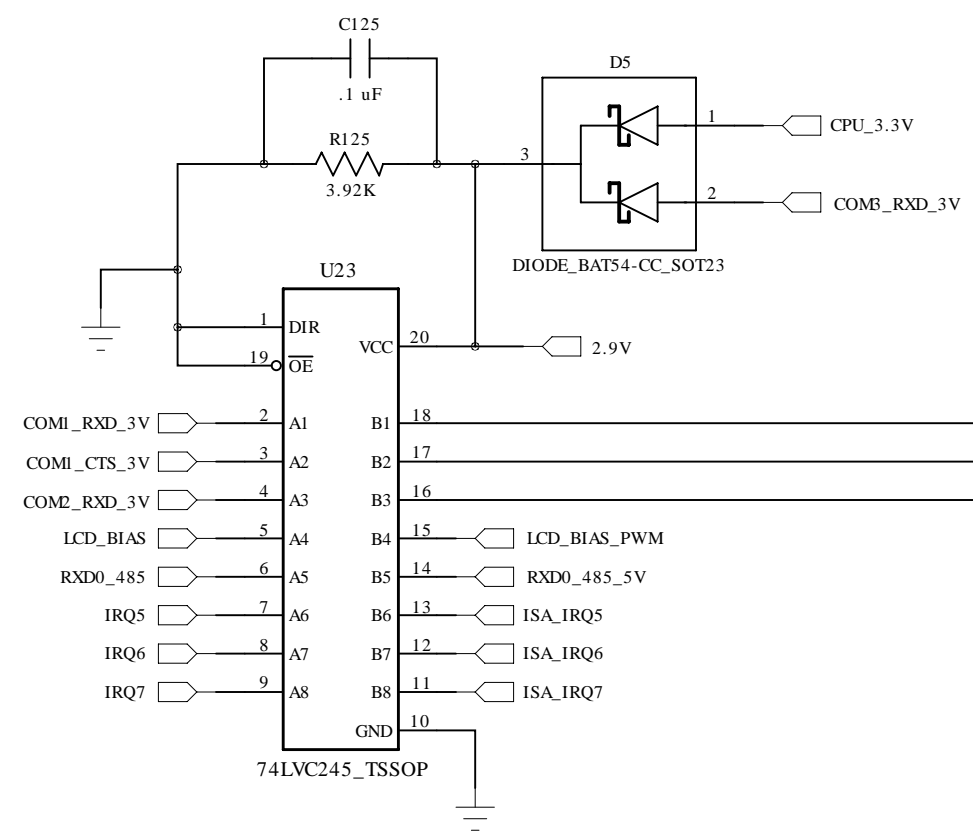 C125
.1 uF
R125
3.92K
D5
1
CPU_3.3V
3
2
COM3_RXD_3V
DIODE_BAT54-CC_SOT23
U23
1
DIR
19
OE
VCC
20
2.9V
COM1_RXD_3V
2
A1
B1
18
COM1_CTS_3V
3
A2
B2
17
COM2_RXD_3V
4
A3
B3
16
LCD_BIAS
5
A4
B4
15
LCD_BIAS_PWM
RXD0_485
6
A5
B5
14
RXD0_485_5V
IRQ5
7
A6
B6
13
ISA_IRQ5
IRQ6
8
A7
B7
12
ISA_IRQ6
IRQ7
9
A8
B8
11
ISA_IRQ7
GND
10
74LVC245_TSSOP